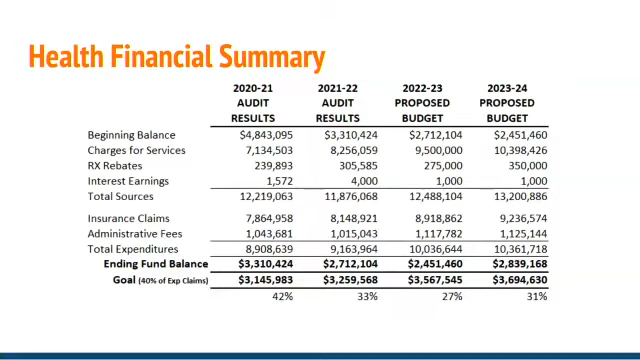 Health Financial Summary
2020-21 2021-22 2022-23 2023-24
AUDIT AUDIT PROPOSED PROPOSED
RESULTS RESULTS BUDGET BUDGET
Beginning Balance $4,843,095 $3,310,424 $2,712,104 $2,451,460
Charges for Services 7,134,503 8,256,059 9,500,000 10,398,426
RX Rebates 239,893 305,585 275,000 350,000
Interest Earnings 1,572 4,000 1,000 1,000
Total Sources 12,219,063 11,876,068 12,488,104 13,200,886
Insurance Claims 7,864,958 8,148,921 8,918,862 9,236,574
Administrative Fees 1,043,681 1,015,043 1,117,782 1,125,144
Total Expenditures 8,908,639 9,163,964 10,036,644 10,361,718
Ending Fund Balance $3,310,424 $2,712,104 $2,451,460 $2,839,168
Goal (40% of Exp Claims) $3,145,983 $3,259,568 $3,567,545 $3,694,630
42% 33% 27% 31%